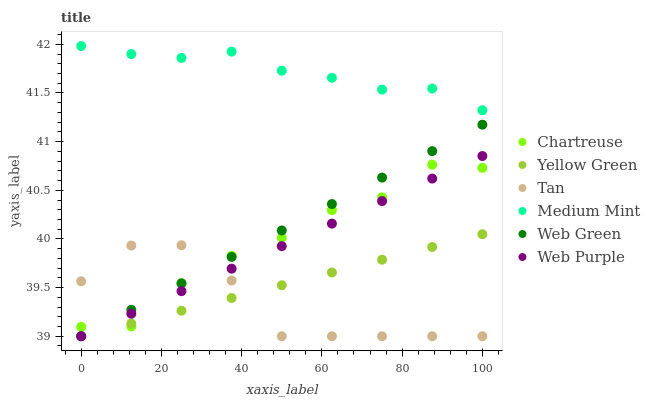 title
42
41.5
41
40.5
40
39.5
39
0 20 40 60 80 100
xaxis_label
yaxis_label
Chartreuse
Yellow Green
Tan
Medium Mint
Web Green
Web Purple